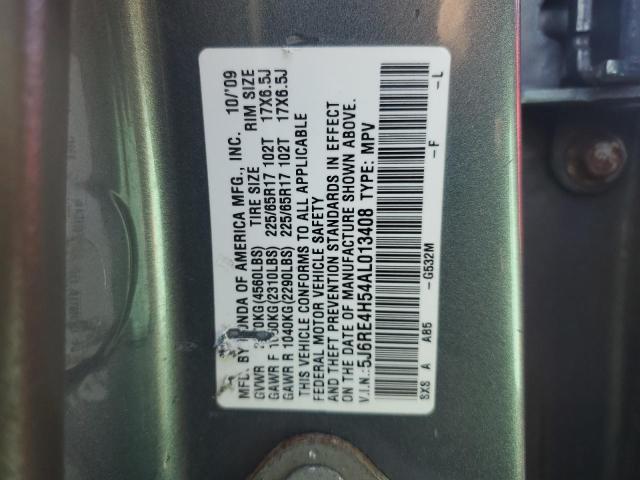 MFD. BY HONDA OF AMERICA MFG., INC. 10/'09
GVWR (4560LBS) TIRE SIZE RIM SIZE
GAWR F (2310LBS) 225/65R17 102T 17X6.5J
GAWR R 1040KG(2290LBS) 225/65R17 102T 17X6.5J
THIS VEHICLE CONFORMS TO ALL APPLICABLE
FEDERAL MOTOR VEHICLE SAFETY
AND THEFT PREVENTION STANDARDS IN EFFECT
ON THE DATE OF MANUFACTURE SHOWN ABOVE.
V.I.N.:5J6RE4H54AL013408 TYPE: MPV
SXS A A85 -G532M -F -L